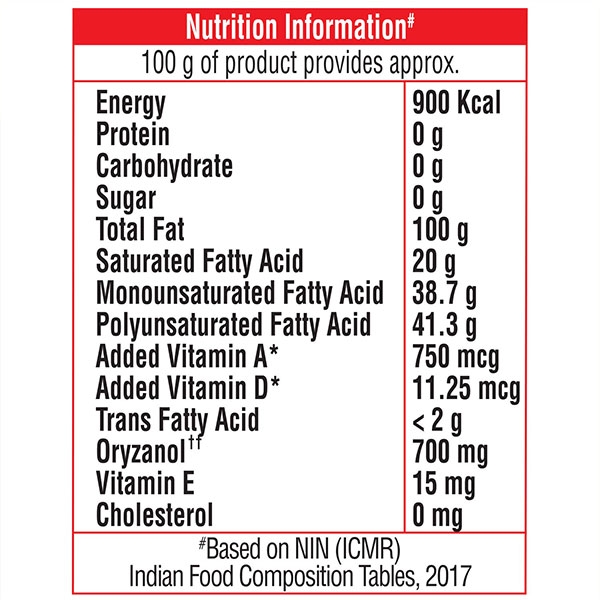 Nutrition Information#
100 g of product provides approx.
Energy 900 Kcal
Protein 0 g
Carbohydrate 0 g
Sugar 0 g
Total Fat 100 g
Saturated Fatty Acid 20 g
Monounsaturated Fatty Acid 38.7 g
Polyunsaturated Fatty Acid 41.3 g
Added Vitamin A* 750 mcg
Added Vitamin D* 11.25 mcg
Trans Fatty Acid < 2 g
Oryzanol†† 700 mg
Vitamin E 15 mg
Cholesterol 0 mg
#Based on NIN (ICMR)
Indian Food Composition Tables, 2017